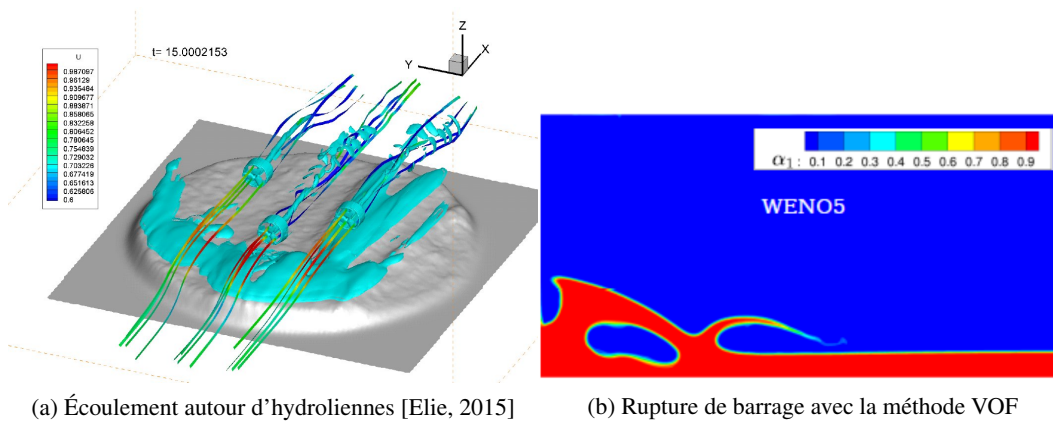 t= 15.0002153
Z
X
Y
U
0.987097
0.96129
0.935484
0.909677
0.883871
0.858065
0.832258
0.806452
0.780645
0.754839
0.729032
0.703226
0.677419
0.651613
0.625806
0.6
α₁: 0.1 0.2 0.3 0.4 0.5 0.6 0.7 0.8 0.9
WENO5
(a) Écoulement autour d'hydroliennes [Elie, 2015]
(b) Rupture de barrage avec la méthode VOF